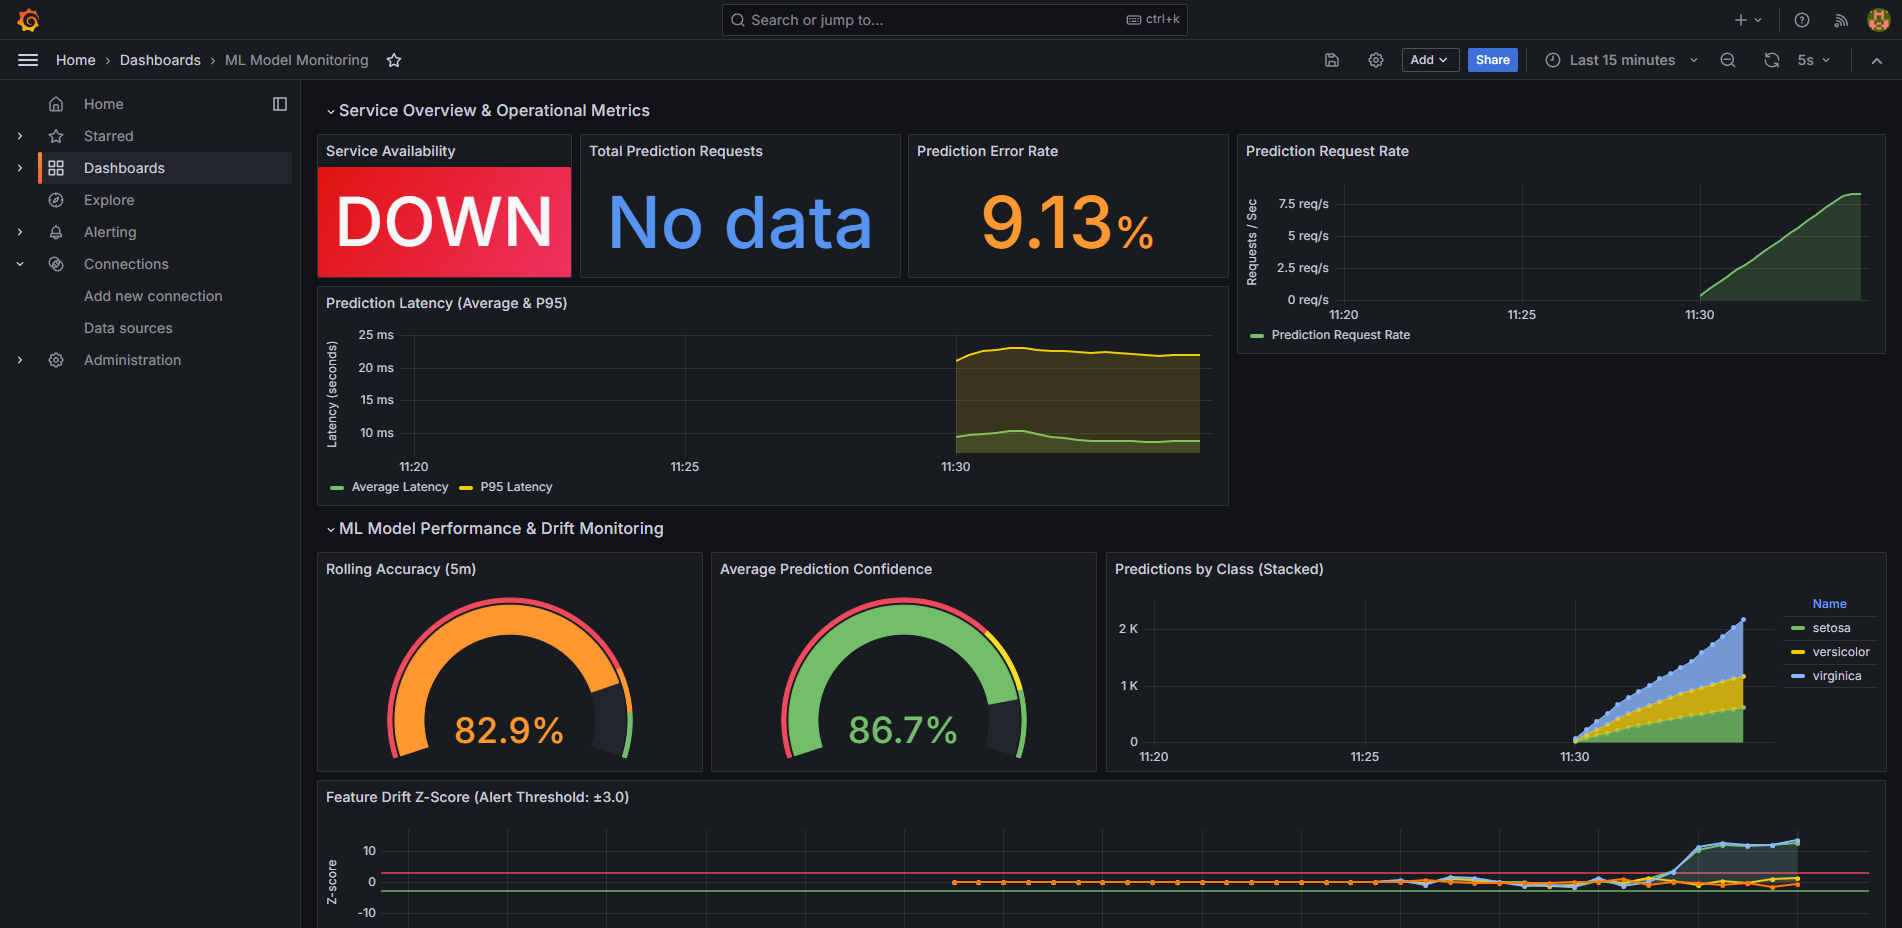 Search or jump to...
ctrl+k
Home › Dashboards › ML Model Monitoring
Add
Share
Last 15 minutes
5s
Home
Starred
Dashboards
Explore
Alerting
Connections
Add new connection
Data sources
Administration
Service Overview & Operational Metrics
Service Availability
DOWN
Total Prediction Requests
No data
Prediction Error Rate
9.13%
Prediction Request Rate
Requests / Sec
7.5 req/s
5 req/s
2.5 req/s
0 req/s
11:20 11:25 11:30
Prediction Request Rate
Prediction Latency (Average & P95)
Latency (seconds)
25 ms
20 ms
15 ms
10 ms
11:20 11:25 11:30
Average Latency P95 Latency
ML Model Performance & Drift Monitoring
Rolling Accuracy (5m)
82.9%
Average Prediction Confidence
86.7%
Predictions by Class (Stacked)
2 K
1 K
0
11:20 11:25 11:30
Name
setosa
versicolor
virginica
Feature Drift Z-Score (Alert Threshold: ±3.0)
Z-score
10
0
-10